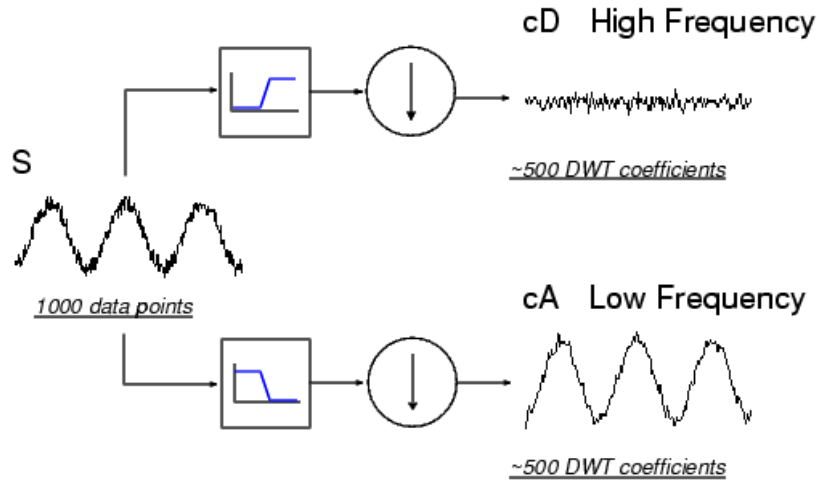 cD High Frequency
~500 DWT coefficients
S
1000 data points
cA Low Frequency
~500 DWT coefficients